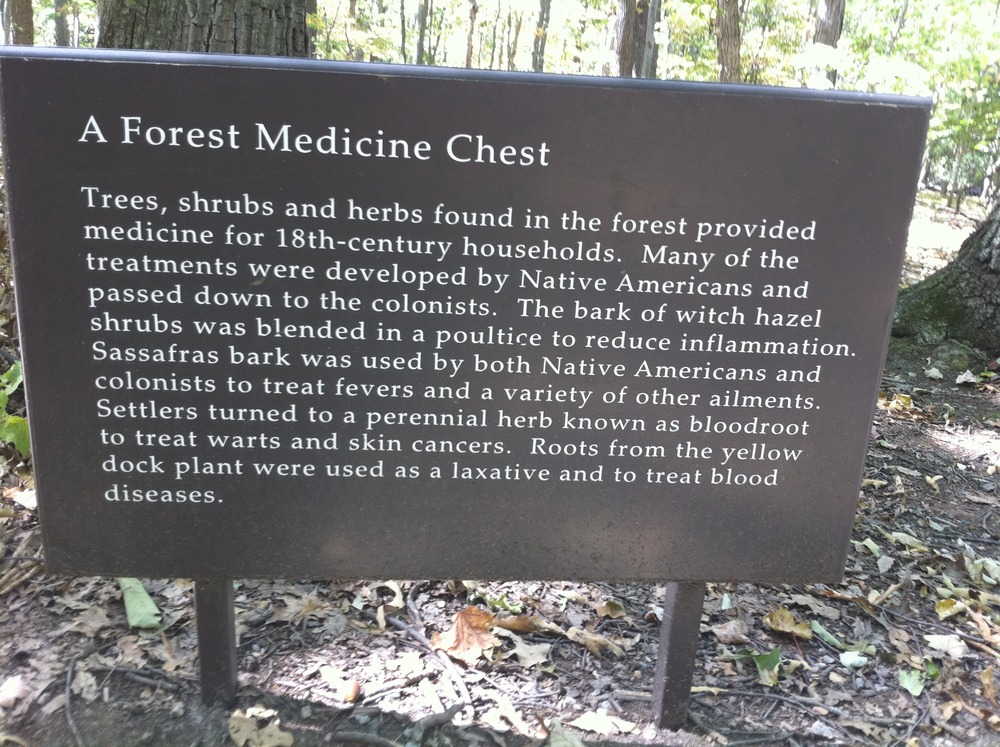 A Forest Medicine Chest
Trees, shrubs and herbs found in the forest provided
medicine for 18th-century households. Many of the
treatments were developed by Native Americans and
passed down to the colonists. The bark of witch hazel
shrubs was blended in a poultice to reduce inflammation.
Sassafras bark was used by both Native Americans and
colonists to treat fevers and a variety of other ailments.
Settlers turned to a perennial herb known as bloodroot
to treat warts and skin cancers. Roots from the yellow
dock plant were used as a laxative and to treat blood
diseases.